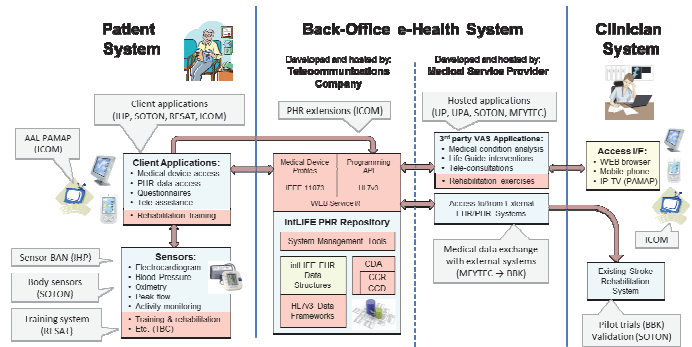 Patient
System
Back-Office e-Health System
Clinician
System
Developed and hosted by:
Telecommunications
Company
Developed and hosted by:
Medical Service Provider
Client applications
(IHP, SOTON, RESAT, ICOM)
PHR extensions (ICOM)
Hosted applications
(UP, UPA, SOTON, MEYTEC)
AAL PAMAP
(ICOM)
Client Applications:
• Medical device access
• PHR data access
• Questionnaires
• Tele assistance
• Rehabilitation training
Medical Device
Profiles
IEEE 11073
Programming
API
HL7v3
WEB Service I/f
3rd party VAS Applications:
• Medical condition analysis
• Life Guide interventions
• Tele-consultations
• Rehabilitation exercises
Access I/F:
• WEB browser
• Mobile phone
• IP TV (PAMAP)
Access to/from External
EHR/PHR Systems
IntLIFE PHR Repository
System Management Tools
intLIFE EHR
Data
Structures
CDA
CCR
CCD
HL7v3 Data
Frameworks
Medical data exchange
with external systems
(MEYTEC → BBK)
ICOM
Sensor BAN (IHP)
Body sensors
(SOTON)
Training system
(RESAT)
Sensors:
• Electrocardiogram
• Blood Pressure
• Oximetry
• Peak flow
• Activity monitoring
• Training & rehabilitation
• Etc. (TBC)
Existing Stroke
Rehabilitation
System
Pilot trials (BBK)
Validation (SOTON)